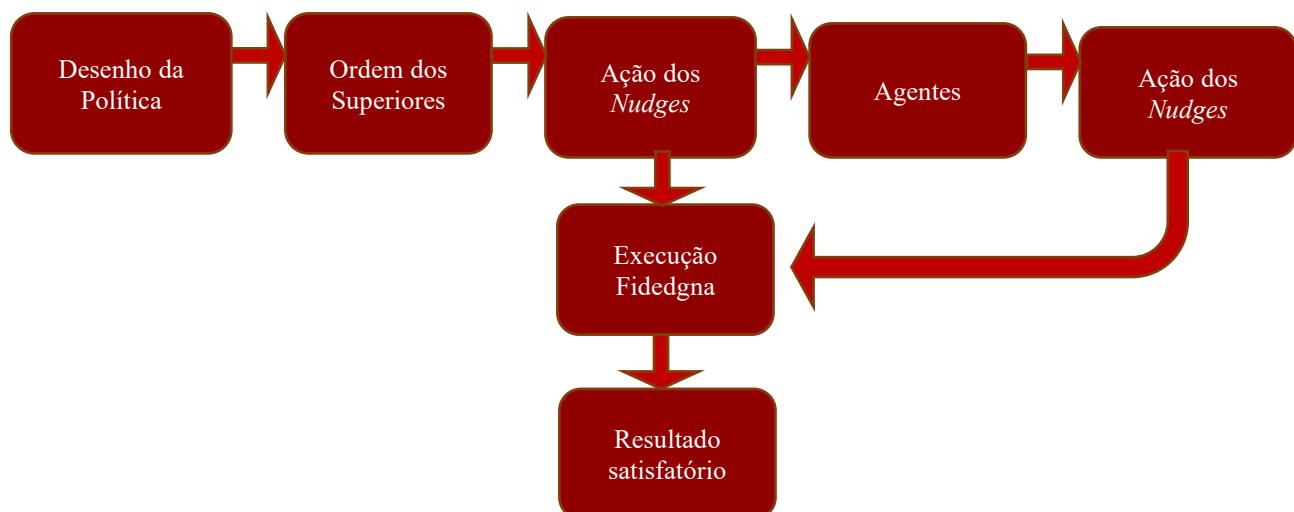 Desenho da
Política
Ordem dos
Superiores
Ação dos
Nudges
Agentes
Ação dos
Nudges
Execução
Fidedgna
Resultado
satisfatório